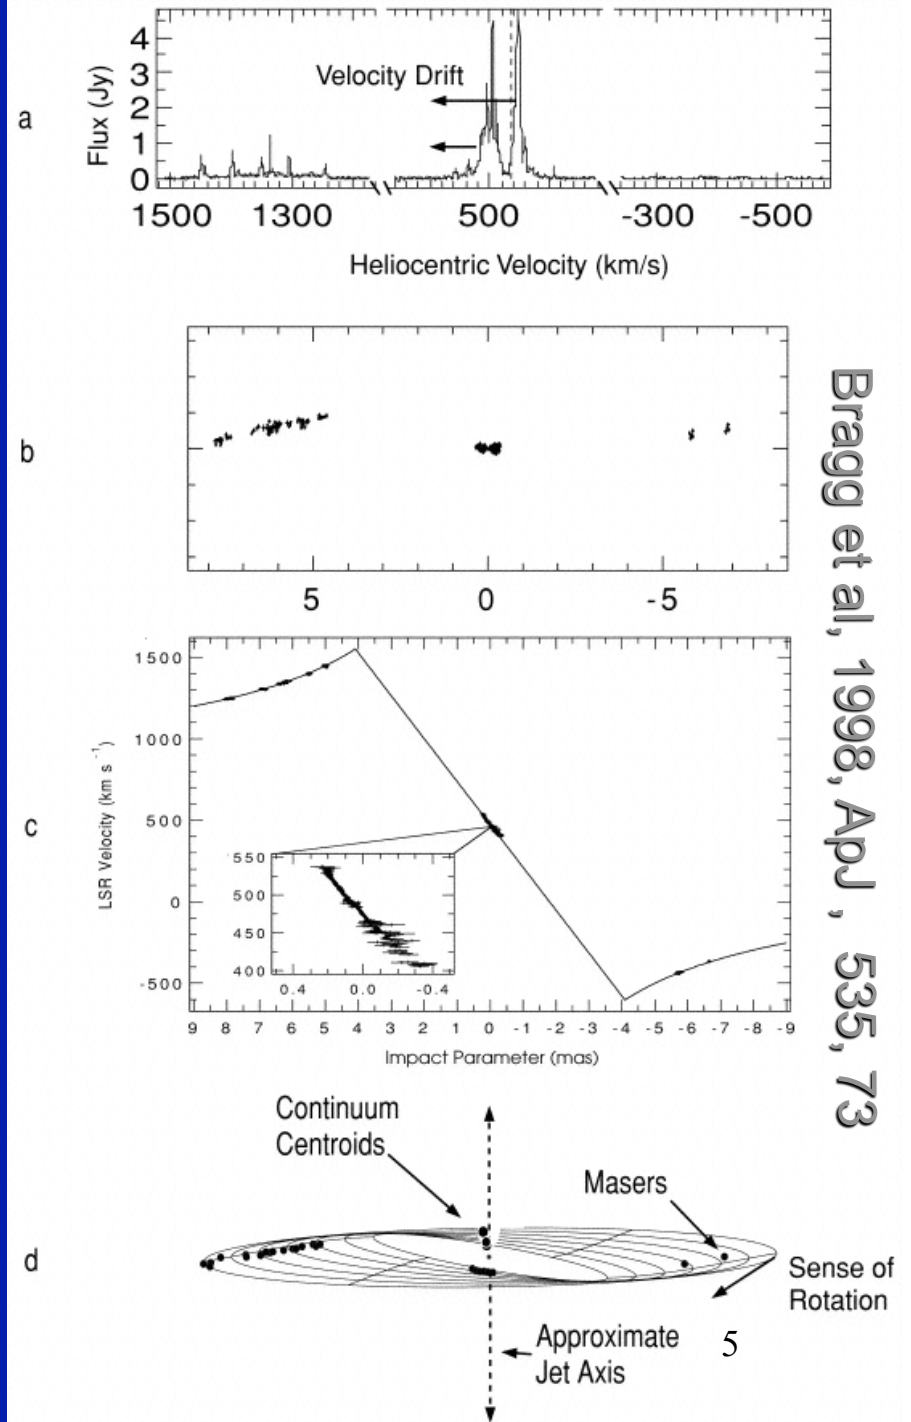 a
Flux (Jy)
4
3
2
1
0
Velocity Drift
1500 1300 500 -300 -500
Heliocentric Velocity (km/s)
b
5 0 -5
c
LSR Velocity (km s⁻¹)
1500
1000
500
0
-500
550
500
450
400
0.4 0.0 -0.4
9 8 7 6 5 4 3 2 1 0 -1 -2 -3 -4 -5 -6 -7 -8 -9
Impact Parameter (mas)
d
Continuum
Centroids
Masers
Sense of
Rotation
Approximate
Jet Axis
5
Bragg et al, 1998, ApJ , 535, 73